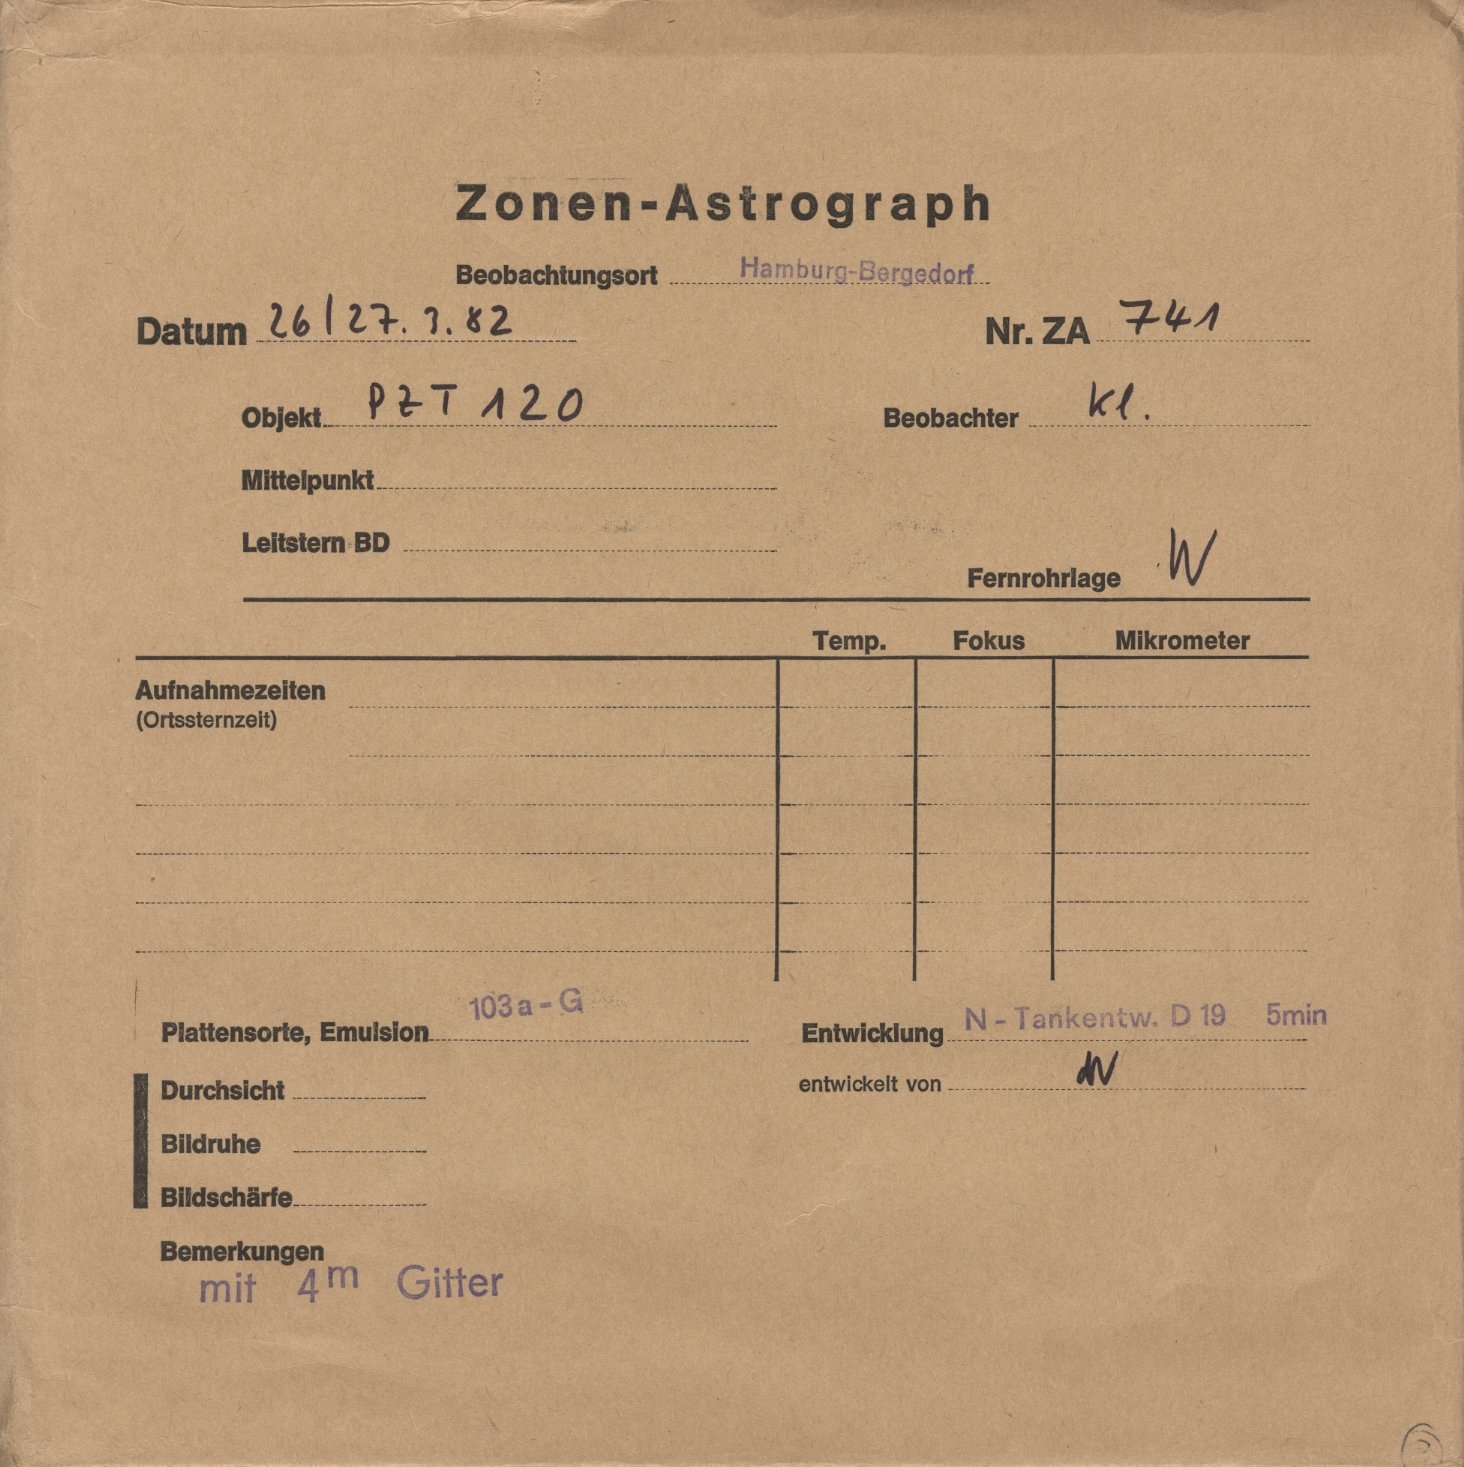 Zonen-Astrograph
Beobachtungsort Hamburg-Bergedorf
Datum 26/27. 3. 82 Nr. ZA 741
Objekt PZT 120 Beobachter Kl.
Mittelpunkt
Leitstern BD
Fernrohrlage W
Temp. Fokus Mikrometer
Aufnahmezeiten
(Ortssternzeit)
Plattensorte, Emulsion 103a-G Entwicklung N-Tankentw. D 19 5min
Durchsicht entwickelt von
Bildruhe
Bildschärfe
Bemerkungen
mit 4m Gitter